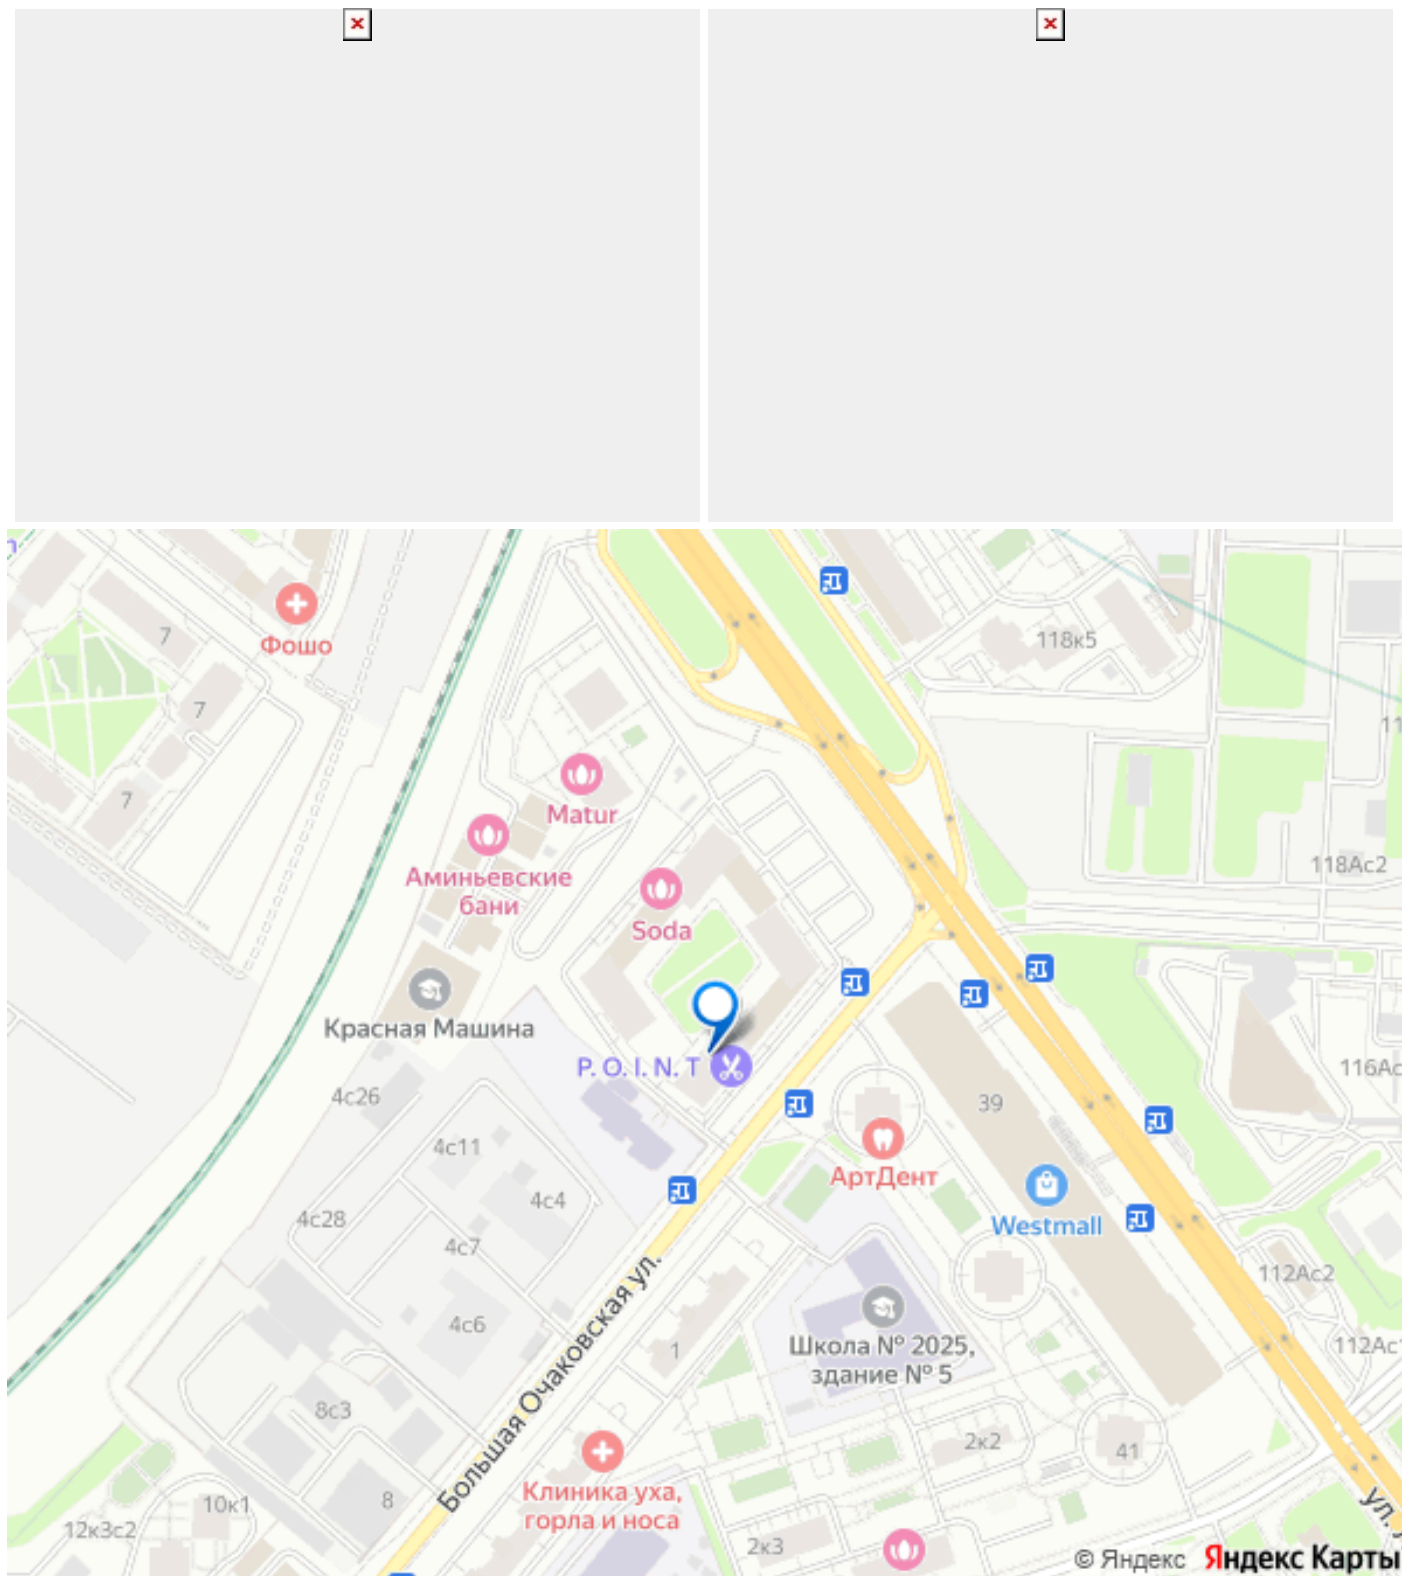 Фошо
7
118к5
7
Matur
7
Аминьевские
бани
118Ас2
Soda
Красная Машина
P. O. I. N. T
4с26
39
4с11
АртДент
4с4
4с28
Westmall
4с7
112Ас2
4с6
Школа № 2025,
здание № 5
1
Большая Очаковская ул.
8с3
2к2
41
Клиника уха,
горла и носа
8
10к1
12к3с2
2к3
ул.
© Яндекс Яндекс Карты